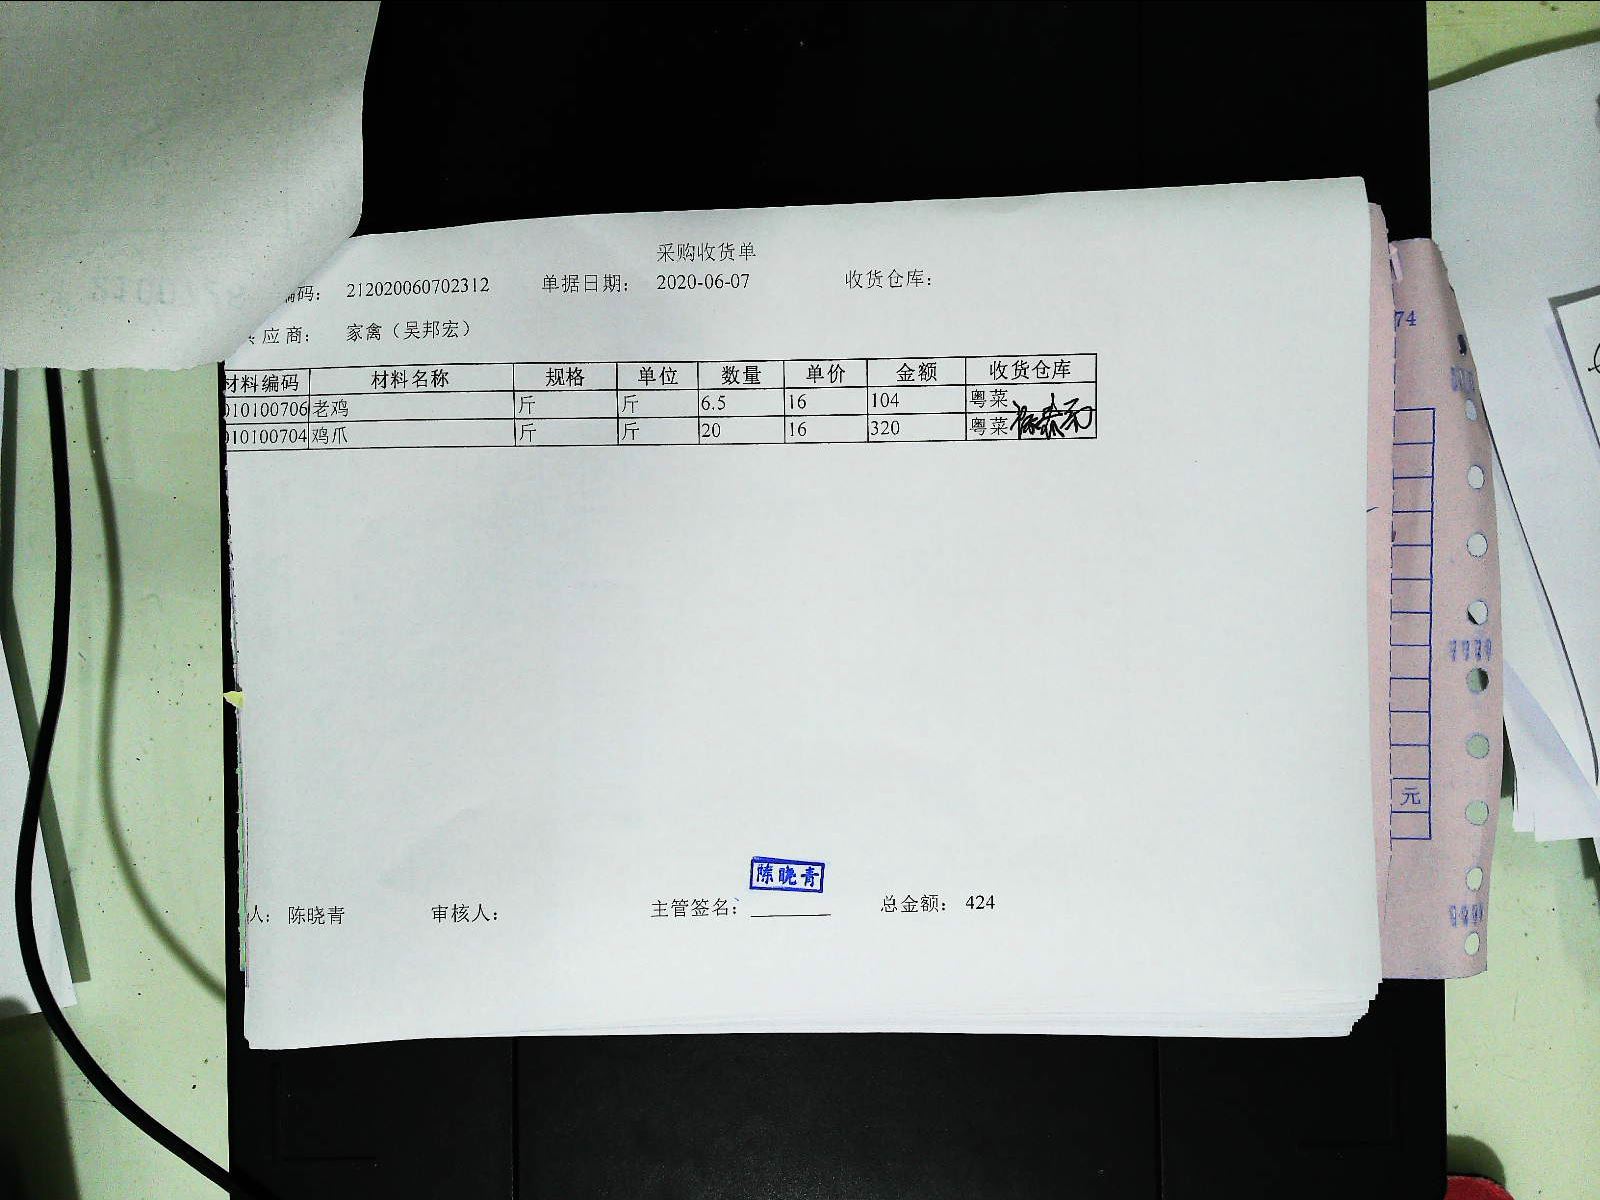 采购收货单
编码： 212020060702312 单据日期： 2020-06-07 收货仓库：
应商： 家禽（吴邦宏）
材料编码 材料名称 规格 单位 数量 单价 金额 收货仓库
010100706 老鸡 斤 斤 6.5 16 104 粤菜
010100704 鸡爪 斤 斤 20 16 320 粤菜
陈晓青
人： 陈晓青 审核人： 主管签名： 总金额： 424
74
元